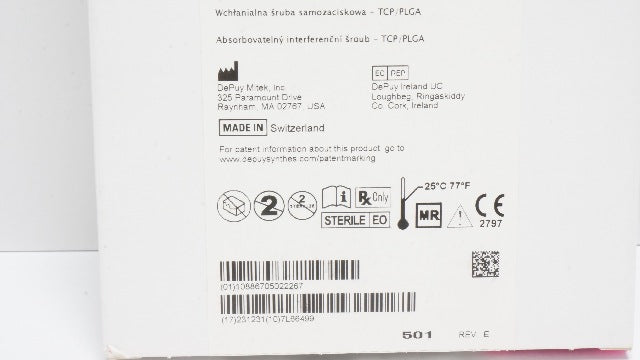 Wchłanialna śruba samozaciskowa - TCP/PLGA
Absorbovatelný interferenční šroub - TCP/PLGA
DePuy Mitek, Inc
325 Paramount Drive
Raynham, MA 02767, USA
EC REP
DePuy Ireland UC
Loughbeg, Ringaskiddy
Co. Cork, Ireland
MADE IN Switzerland
For patent information about this product, go to
www.depuysynthes.com/patentmarking
2
2
i
Rx Only
25°C 77°F
STERILE EO
MR
!
CE
2797
(01)10886705022267
(17)231231(10)7L66499
501 REV. E